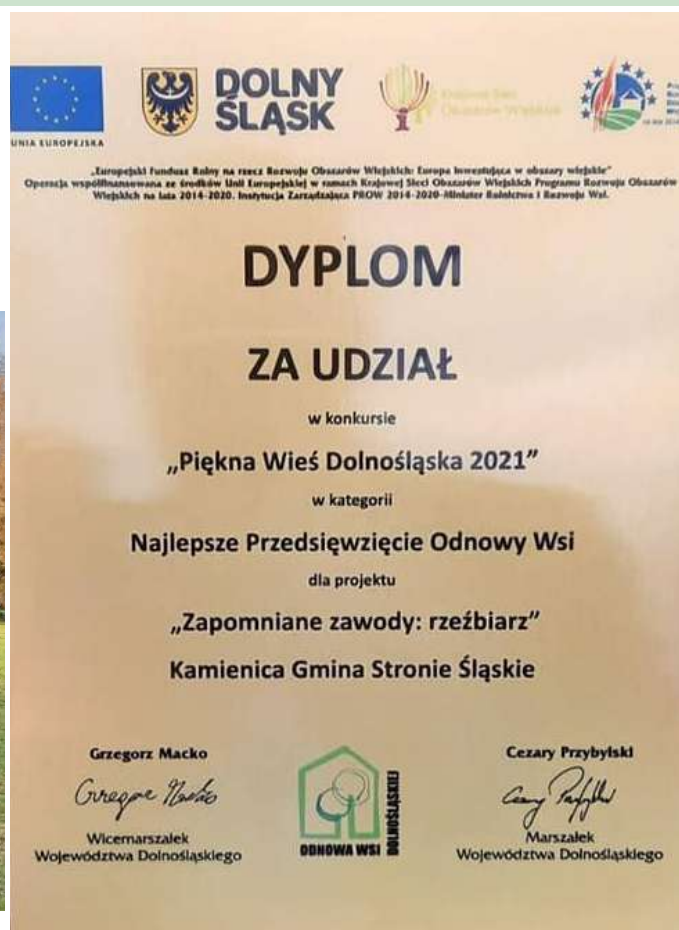 UNIA EUROPEJSKA
DOLNY
ŚLĄSK
Krajowa Sieć
Obszarów Wiejskich
„Europejski Fundusz Rolny na rzecz Rozwoju Obszarów Wiejskich: Europa inwestująca w obszary wiejskie"
Operacja współfinansowana ze środków Unii Europejskiej w ramach Krajowej Sieci Obszarów Wiejskich Programu Rozwoju Obszarów
Wiejskich na lata 2014-2020. Instytucja Zarządzająca PROW 2014-2020-Minister Rolnictwa i Rozwoju Wsi.
DYPLOM
ZA UDZIAŁ
w konkursie
„Piękna Wieś Dolnośląska 2021”
w kategorii
Najlepsze Przedsięwzięcie Odnowy Wsi
dla projektu
„Zapomniane zawody: rzeźbiarz”
Kamienica Gmina Stronie Śląskie
Grzegorz Macko
Wicemarszałek
Województwa Dolnośląskiego
ODNOWA WSI
DOLNOŚLĄSKIEJ
Cezary Przybylski
Marszałek
Województwa Dolnośląskiego